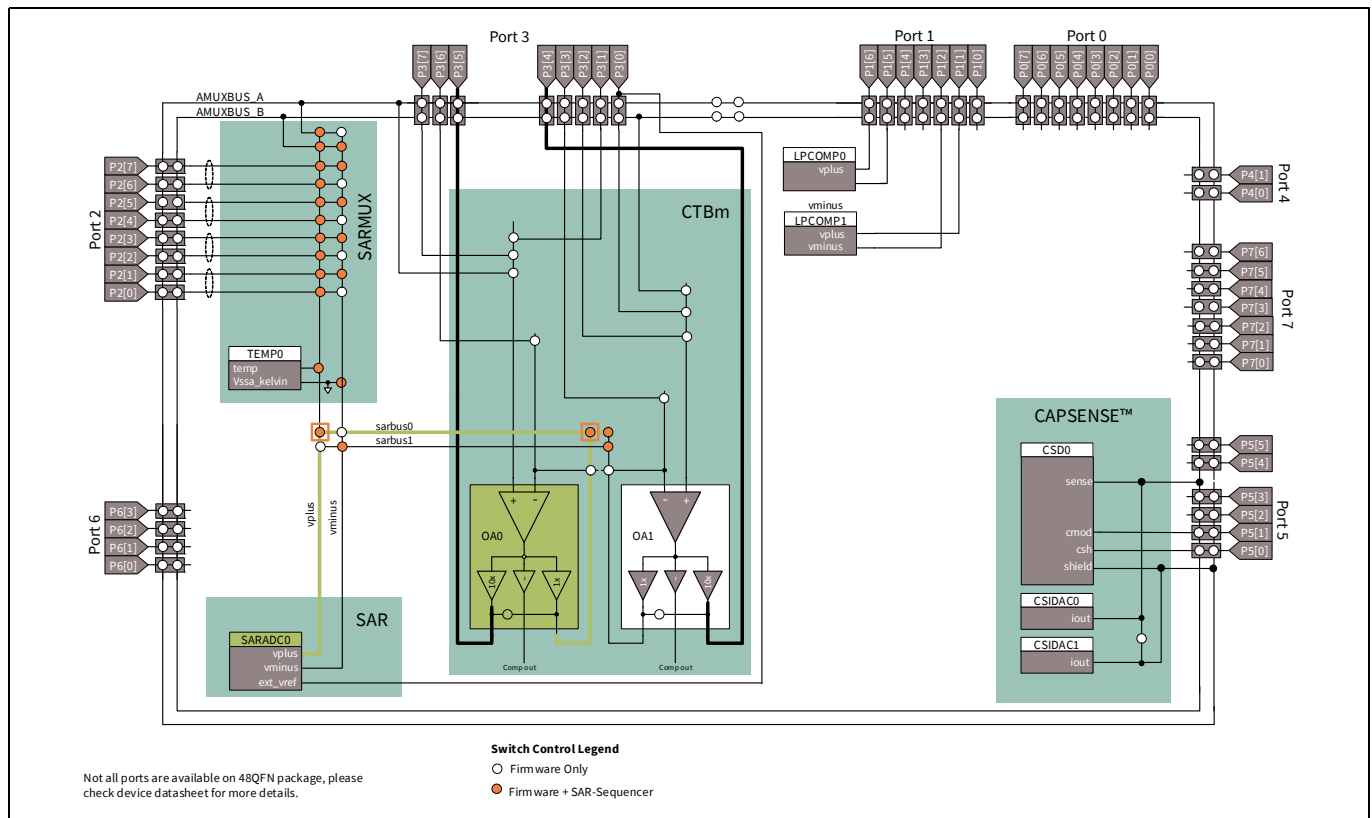 Port 3
Port 1
Port 0
P3[7]
P3[6]
P3[5]
P3[4]
P3[3]
P3[2]
P3[1]
P3[0]
P1[6]
P1[5]
P1[4]
P1[3]
P1[2]
P1[1]
P1[0]
P0[7]
P0[6]
P0[5]
P0[4]
P0[3]
P0[2]
P0[1]
P0[0]
AMUXBUS_A
AMUXBUS_B
Port 2
P2[7]
P2[6]
P2[5]
P2[4]
P2[3]
P2[2]
P2[1]
P2[0]
SARMUX
TEMP0
temp
Vssa_kelvin
CTBm
LPCOMP0
vplus
vminus
LPCOMP1
vplus
vminus
Port 4
P4[1]
P4[0]
Port 7
P7[6]
P7[5]
P7[4]
P7[3]
P7[2]
P7[1]
P7[0]
sarbus0
sarbus1
vplus
vminus
OA0
+
-
10x
~
1x
Comp out
OA1
-
+
1x
~
10x
Comp out
CAPSENSE™
CSD0
sense
cmod
csh
shield
CSIDAC0
iout
CSIDAC1
iout
Port 5
P5[5]
P5[4]
P5[3]
P5[2]
P5[1]
P5[0]
Port 6
P6[3]
P6[2]
P6[1]
P6[0]
SAR
SARADC0
vplus
vminus
ext_vref
Switch Control Legend
Firmware Only
Firmware + SAR-Sequencer
Not all ports are available on 48QFN package, please
check device datasheet for more details.